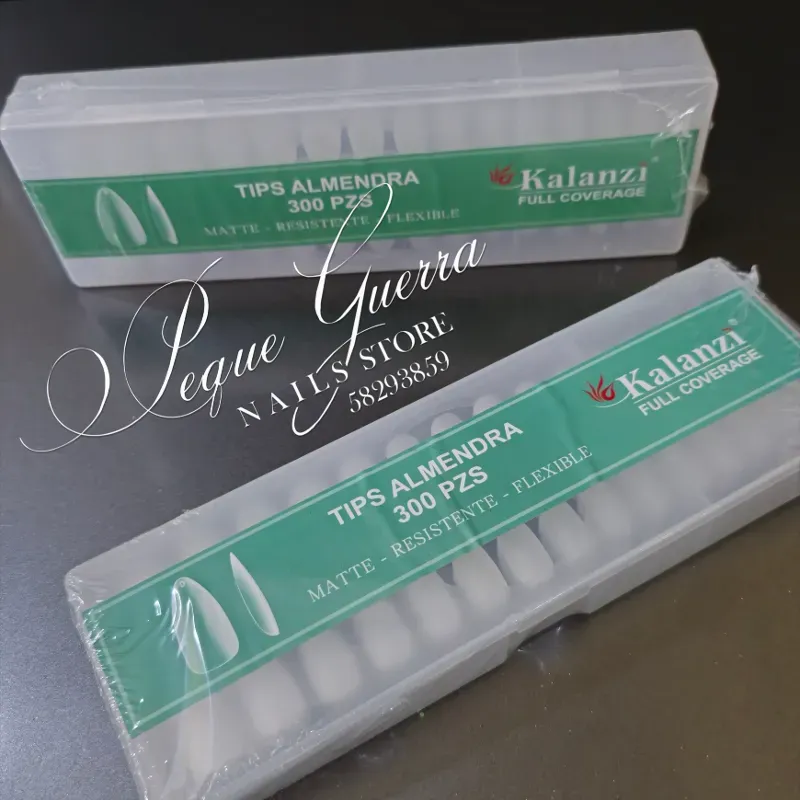 TIPS ALMENDRA
300 PZS
MATTE - RESISTENTE - FLEXIBLE
Kalanzi
FULL COVERAGE
Peque Guerra
NAILS STORE
58293859
TIPS ALMENDRA
300 PZS
MATTE - RESISTENTE - FLEXIBLE
Kalanzi
FULL COVERAGE